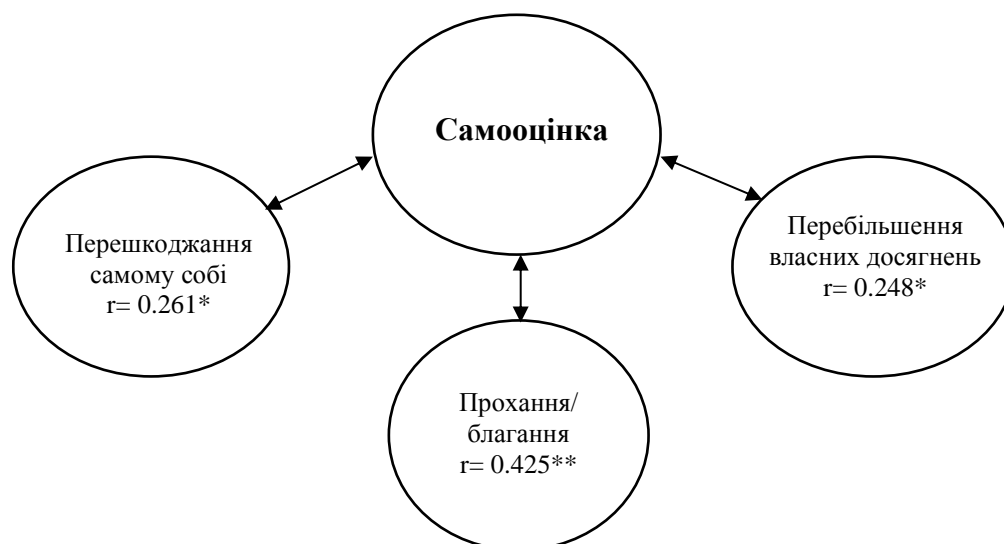 Самооцінка
Перешкоджання
самому собі
r= 0.261*
Перебільшення
власних досягнень
r= 0.248*
Прохання/
благання
r= 0.425**